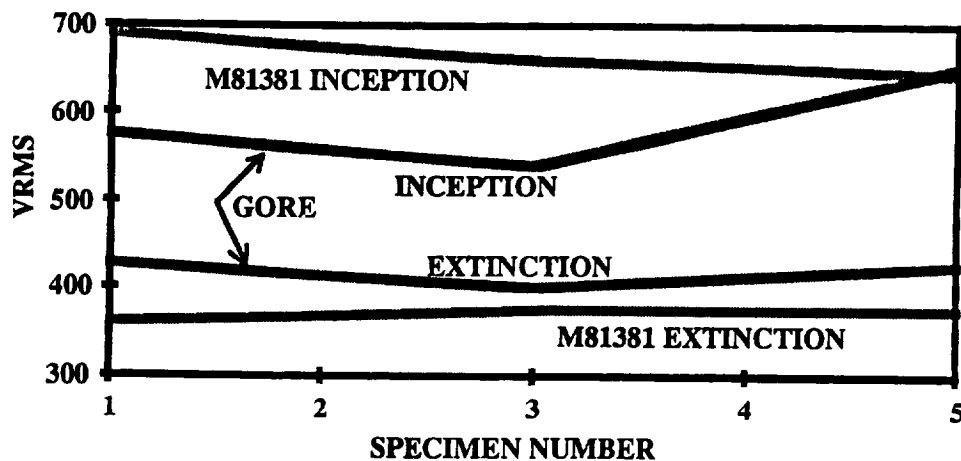 700
M81381 INCEPTION
600
VRMS
INCEPTION
500
GORE
EXTINCTION
400
M81381 EXTINCTION
300
1 2 3 4 5
SPECIMEN NUMBER